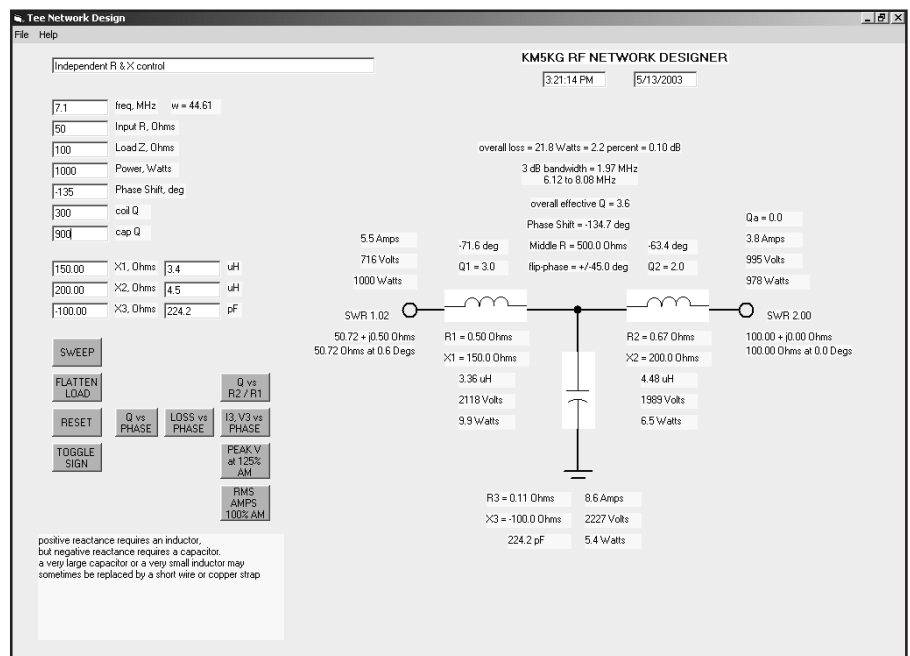 Tee Network Design
File Help
Independent R & X control
KM5KG RF NETWORK DESIGNER
3:21:14 PM 5/13/2003
7.1 freq, MHz w = 44.61
50 Input R, Ohms
100 Load Z, Ohms
1000 Power, Watts
-135 Phase Shift, deg
300 coil Q
900 cap Q
150.00 X1, Ohms 3.4 uH
200.00 X2, Ohms 4.5 uH
-100.00 X3, Ohms 224.2 pF
overall loss = 21.8 Watts = 2.2 percent = 0.10 dB
3 dB bandwidth = 1.97 MHz
6.12 to 8.08 MHz
overall effective Q = 3.6
Phase Shift = -134.7 deg
Middle R = 500.0 Ohms
flip-phase = +/-45.0 deg
5.5 Amps
716 Volts
1000 Watts
-71.6 deg
Q1 = 3.0
-63.4 deg
Q2 = 2.0
Qa = 0.0
3.8 Amps
995 Volts
978 Watts
SWR 1.02
50.72 + j0.50 Ohms
50.72 Ohms at 0.6 Degs
R1 = 0.50 Ohms
X1 = 150.0 Ohms
3.36 uH
2118 Volts
9.9 Watts
R2 = 0.67 Ohms
X2 = 200.0 Ohms
4.48 uH
1989 Volts
6.5 Watts
SWR 2.00
100.00 + j0.00 Ohms
100.00 Ohms at 0.0 Degs
R3 = 0.11 Ohms 8.6 Amps
X3 = -100.0 Ohms 2227 Volts
224.2 pF 5.4 Watts
SWEEP
FLATTEN
LOAD
RESET
TOGGLE
SIGN
Q vs
PHASE
LOSS vs
PHASE
Q vs
R2 / R1
I3, V3 vs
PHASE
PEAK V
at 125%
AM
RMS
AMPS
100% AM
positive reactance requires an inductor,
but negative reactance requires a capacitor.
a very large capacitor or a very small inductor may
sometimes be replaced by a short wire or copper strap